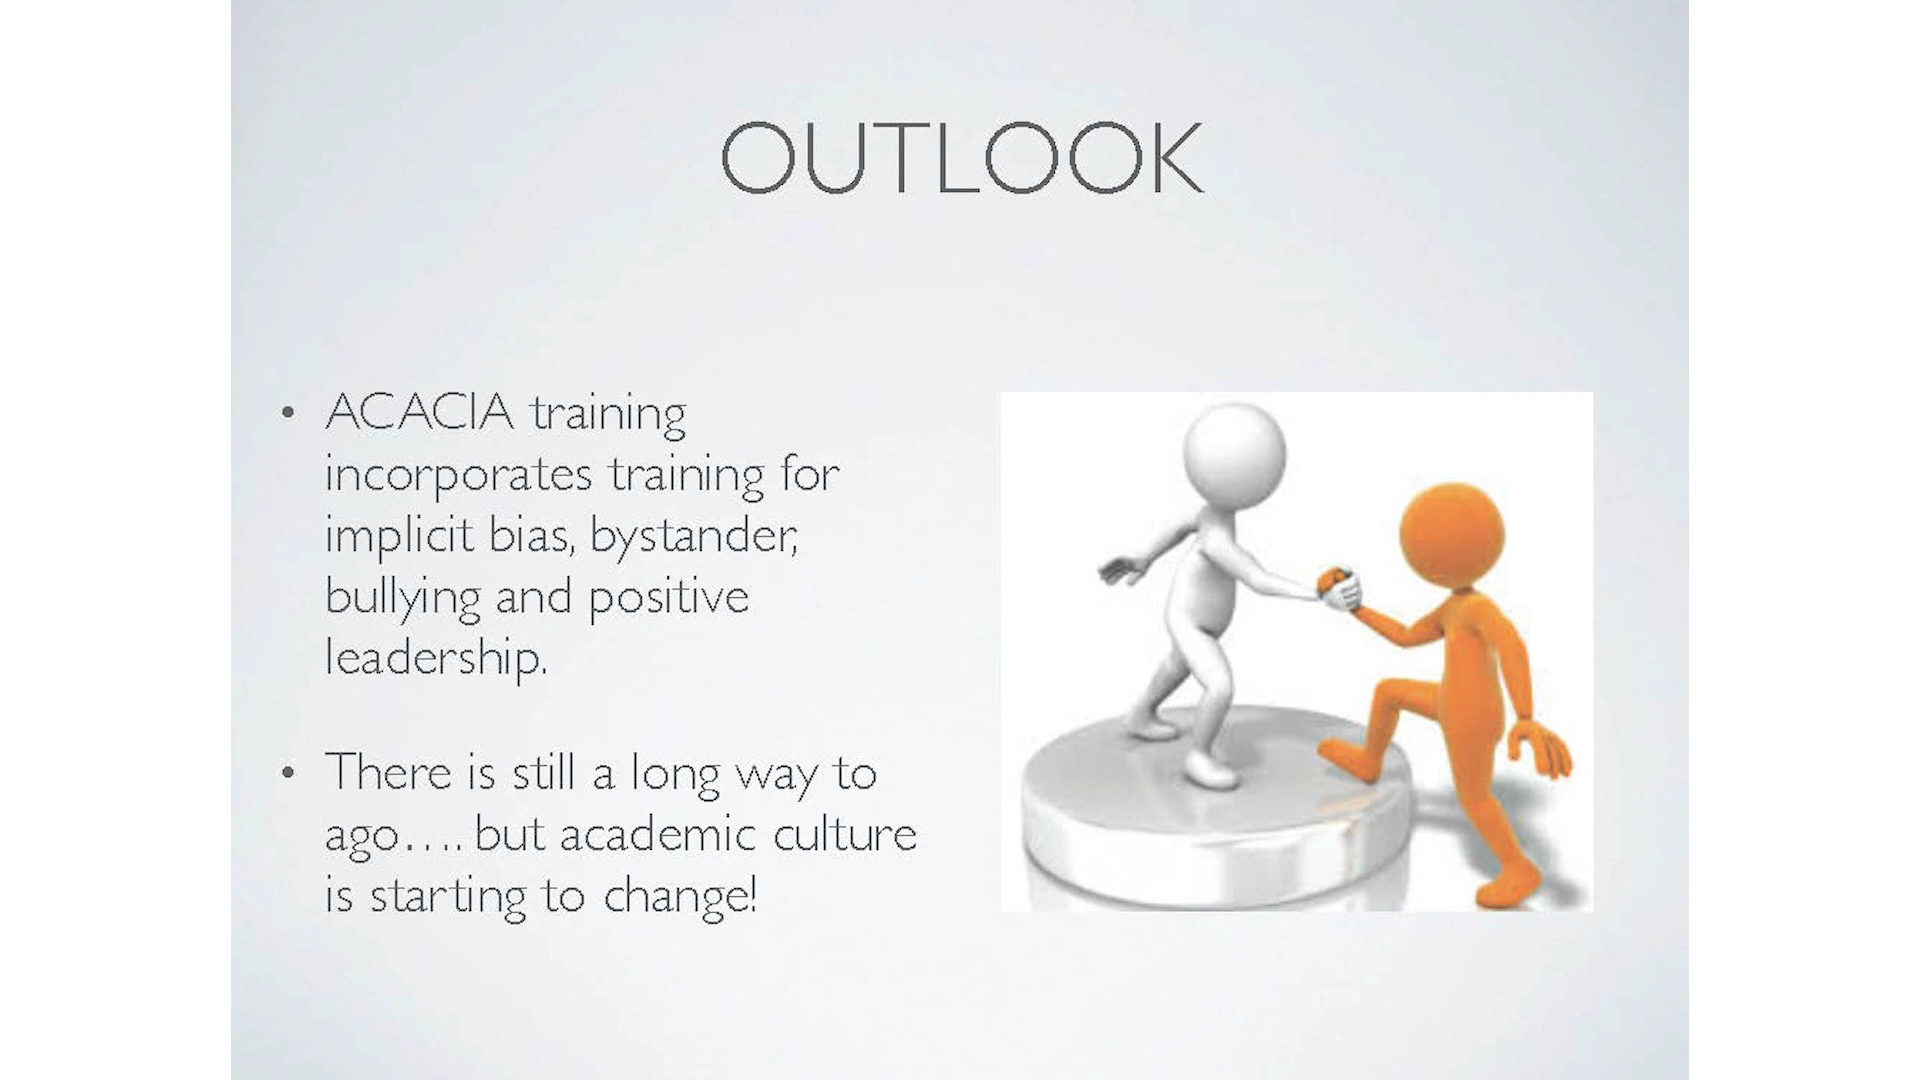 OUTLOOK
• ACACIA training
incorporates training for
implicit bias, bystander,
bullying and positive
leadership.
• There is still a long way to
ago.... but academic culture
is starting to change!